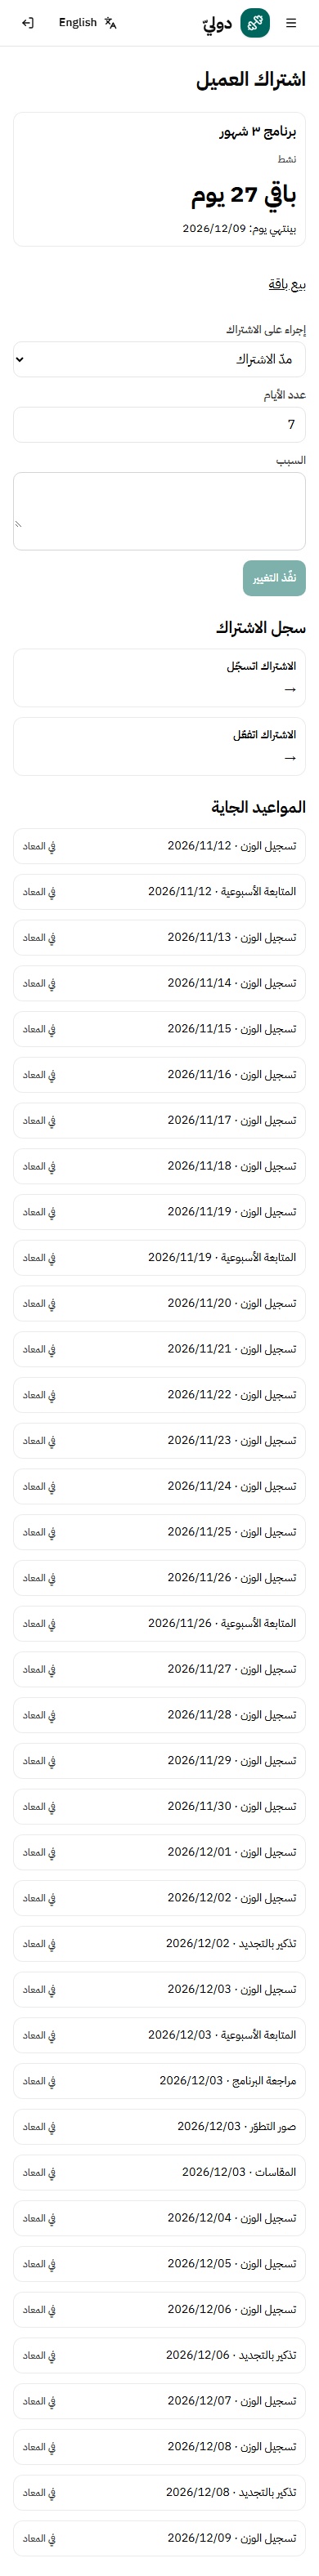 دوليّ
English
اشتراك العميل
برنامج ٣ شهور
نشط
باقي 27 يوم
بينتهي يوم: 2026/12/09
بيع باقة
إجراء على الاشتراك
مدّ الاشتراك
عدد الأيام
7
السبب
نفّذ التغيير
سجل الاشتراك
الاشتراك اتسجّل
→
الاشتراك اتفعّل
→
المواعيد الجاية
تسجيل الوزن · 2026/11/12 في المعاد
المتابعة الأسبوعية · 2026/11/12 في المعاد
تسجيل الوزن · 2026/11/13 في المعاد
تسجيل الوزن · 2026/11/14 في المعاد
تسجيل الوزن · 2026/11/15 في المعاد
تسجيل الوزن · 2026/11/16 في المعاد
تسجيل الوزن · 2026/11/17 في المعاد
تسجيل الوزن · 2026/11/18 في المعاد
تسجيل الوزن · 2026/11/19 في المعاد
المتابعة الأسبوعية · 2026/11/19 في المعاد
تسجيل الوزن · 2026/11/20 في المعاد
تسجيل الوزن · 2026/11/21 في المعاد
تسجيل الوزن · 2026/11/22 في المعاد
تسجيل الوزن · 2026/11/23 في المعاد
تسجيل الوزن · 2026/11/24 في المعاد
تسجيل الوزن · 2026/11/25 في المعاد
تسجيل الوزن · 2026/11/26 في المعاد
المتابعة الأسبوعية · 2026/11/26 في المعاد
تسجيل الوزن · 2026/11/27 في المعاد
تسجيل الوزن · 2026/11/28 في المعاد
تسجيل الوزن · 2026/11/29 في المعاد
تسجيل الوزن · 2026/11/30 في المعاد
تسجيل الوزن · 2026/12/01 في المعاد
تسجيل الوزن · 2026/12/02 في المعاد
تذكير بالتجديد · 2026/12/02 في المعاد
تسجيل الوزن · 2026/12/03 في المعاد
المتابعة الأسبوعية · 2026/12/03 في المعاد
مراجعة البرنامج · 2026/12/03 في المعاد
صور التطوّر · 2026/12/03 في المعاد
المقاسات · 2026/12/03 في المعاد
تسجيل الوزن · 2026/12/04 في المعاد
تسجيل الوزن · 2026/12/05 في المعاد
تسجيل الوزن · 2026/12/06 في المعاد
تذكير بالتجديد · 2026/12/06 في المعاد
تسجيل الوزن · 2026/12/07 في المعاد
تسجيل الوزن · 2026/12/08 في المعاد
تذكير بالتجديد · 2026/12/08 في المعاد
تسجيل الوزن · 2026/12/09 في المعاد